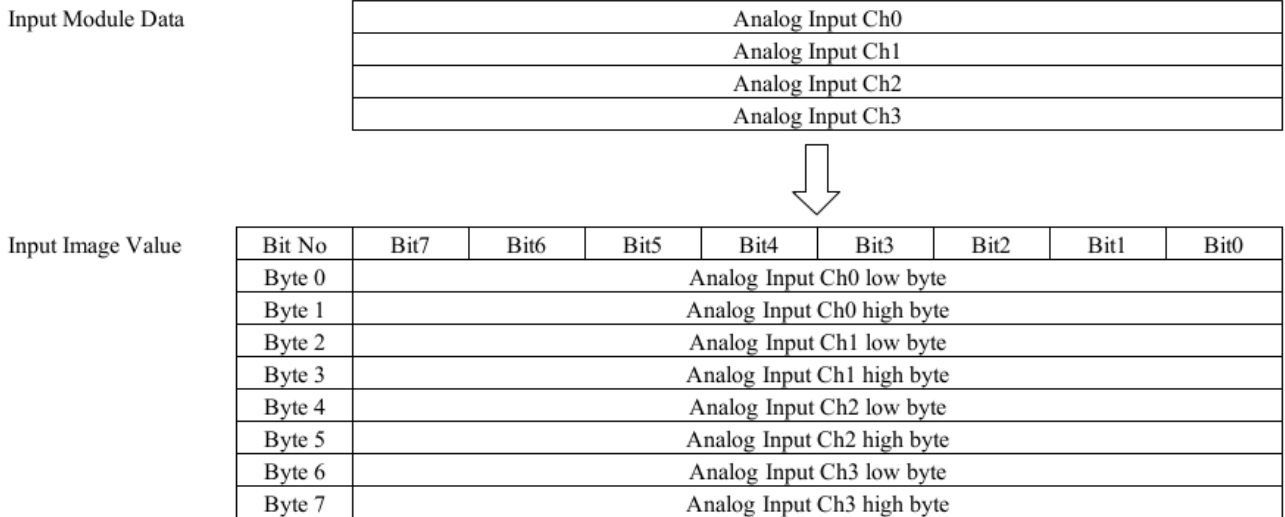 Input Module Data
Analog Input Ch0
Analog Input Ch1
Analog Input Ch2
Analog Input Ch3
Input Image Value
Bit No Bit7 Bit6 Bit5 Bit4 Bit3 Bit2 Bit1 Bit0
Byte 0 Analog Input Ch0 low byte
Byte 1 Analog Input Ch0 high byte
Byte 2 Analog Input Ch1 low byte
Byte 3 Analog Input Ch1 high byte
Byte 4 Analog Input Ch2 low byte
Byte 5 Analog Input Ch2 high byte
Byte 6 Analog Input Ch3 low byte
Byte 7 Analog Input Ch3 high byte